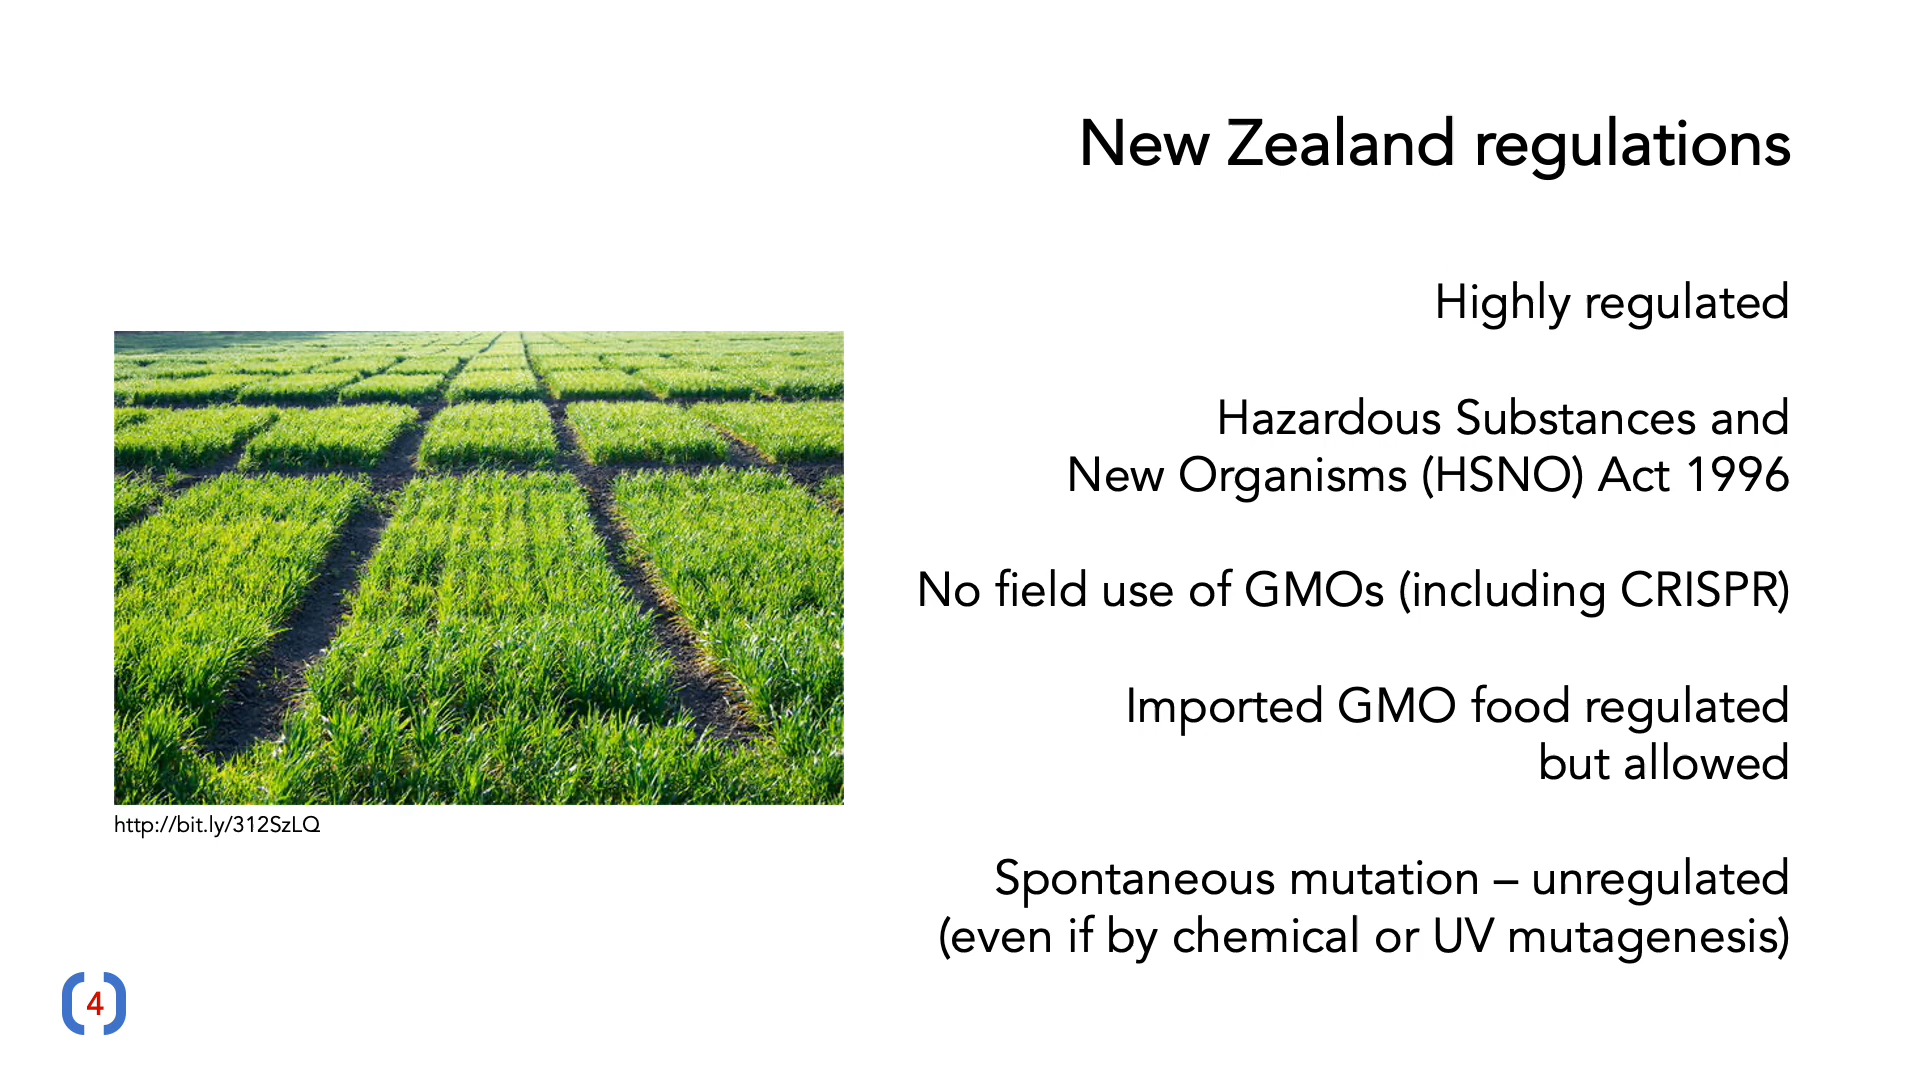 New Zealand regulations
Highly regulated
Hazardous Substances and
New Organisms (HSNO) Act 1996
No field use of GMOs (including CRISPR)
Imported GMO food regulated
but allowed
Spontaneous mutation – unregulated
(even if by chemical or UV mutagenesis)
http://bit.ly/312SzLQ
4